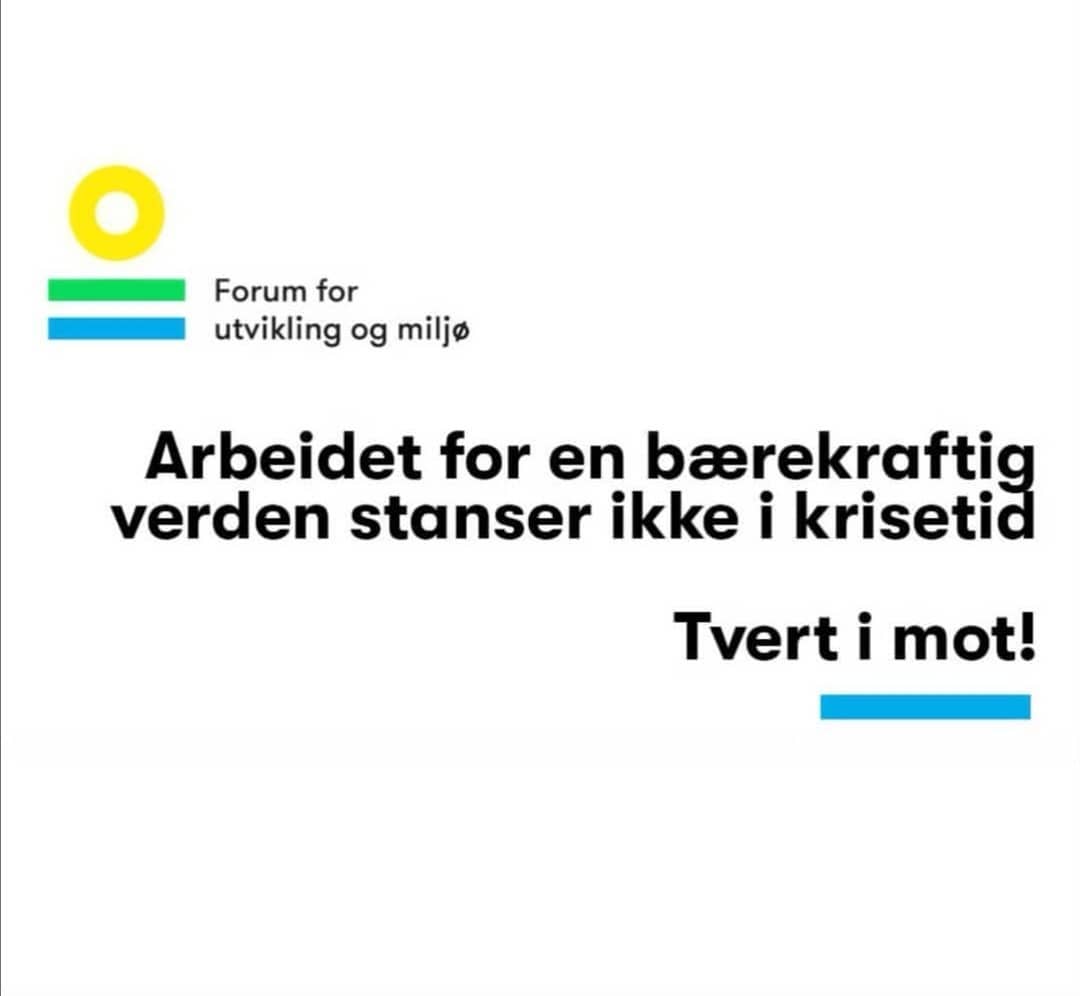 Forum for
utvikling og miljø
Arbeidet for en bærekraftig
verden stanser ikke i krisetid
Tvert i mot!